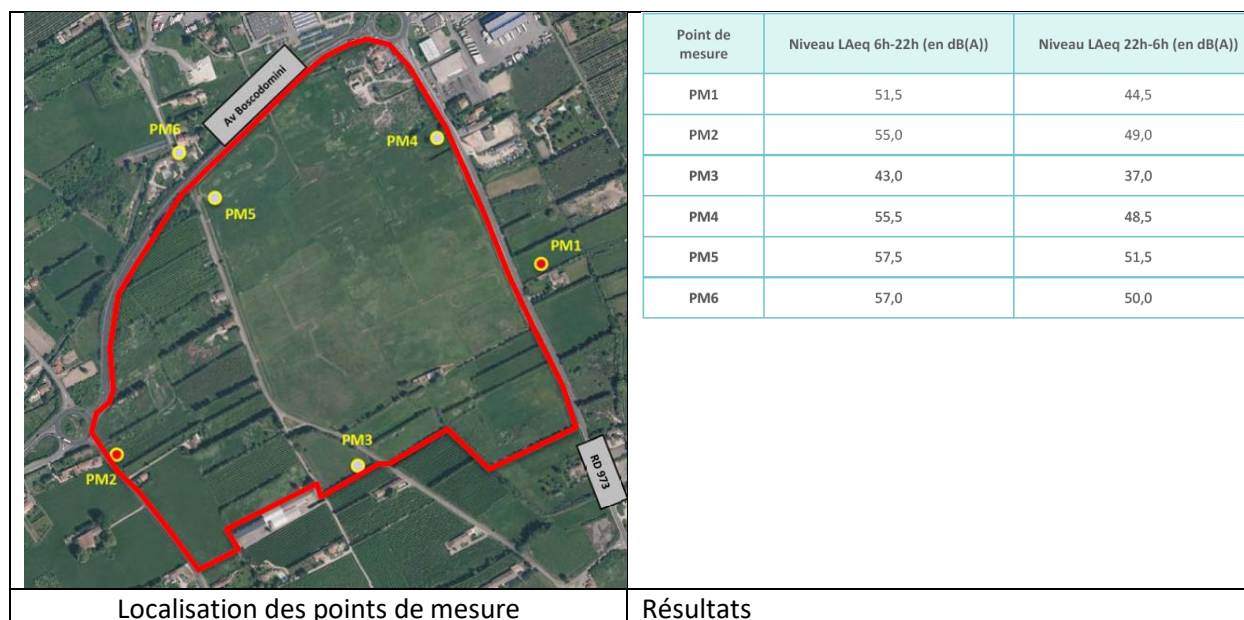 Av Boscodomini
PM6
PM4
PM5
PM1
PM3
PM2
RD 973
Localisation des points de mesure
Point de
mesure
Niveau LAeq 6h-22h (en dB(A))
Niveau LAeq 22h-6h (en dB(A))
PM1 51,5 44,5
PM2 55,0 49,0
PM3 43,0 37,0
PM4 55,5 48,5
PM5 57,5 51,5
PM6 57,0 50,0
Résultats